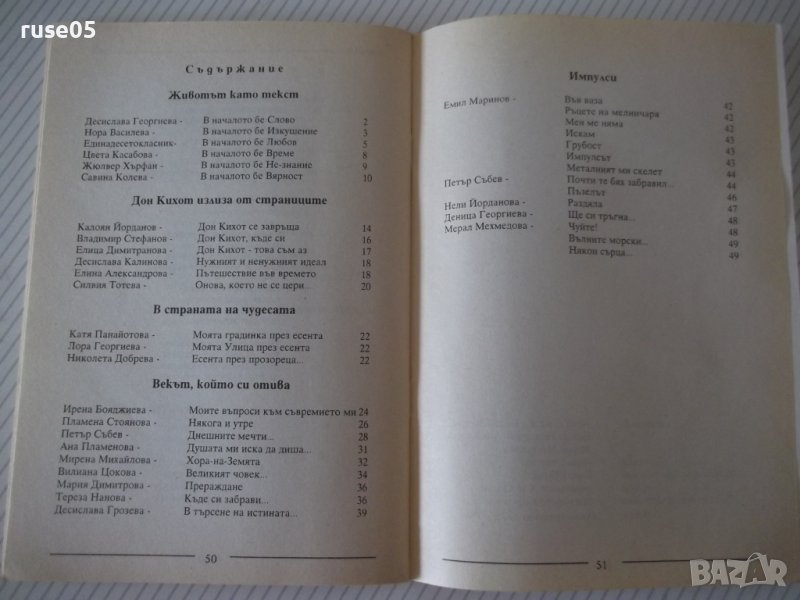 ruse05
Съдържание
Животът като текст
Десислава Георгиева - В началото бе Слово 2
Нора Василева - В началото бе Изкушение 3
Единадесетокласник- В началото бе Любов 5
Цвета Касабова - В началото бе Време 8
Жюлвер Хърфан - В началото бе Не-знание 9
Савина Колева - В началото бе Вярност 10
Дон Кихот излиза от страниците
Калоян Йорданов - Дон Кихот се завръща 14
Владимир Стефанов - Дон Кихот, къде си 16
Елица Димитранова - Дон Кихот - това съм аз 17
Десислава Калинова - Нужният и ненужният идеал 18
Елина Александрова - Пътешествие във времето 18
Силвия Тотева - Онова, което не се цери... 20
В страната на чудесата
Катя Панайотова - Моята градинка през есента 22
Лора Георгиева - Моята Улица през есента 22
Николета Добрева - Есента през прозореца... 22
Векът, който си отива
Ирена Бояджиева - Моите въпроси към съвремието ми 24
Пламена Стоянова - Някога и утре 26
Петър Събев - Днешните мечти... 28
Ана Пламенова - Душата ми иска да диша... 31
Мирена Михайлова - Хора-на-Земята 32
Вилиана Цокова - Великият човек... 34
Мария Димитрова - Прераждане 36
Тереза Нанова - Къде си забрави... 36
Десислава Грозева - В търсене на истината... 39
50
Импулси
Емил Маринов - Във ваза 42
Ръцете на мелничаря 42
Мен ме няма 42
Искам 43
Грубост 43
Импулсът 43
Металният ми скелет 44
Петър Събев - Почти те бях забравил... 44
Пъзелът 46
Нели Йорданова - Раздяла 47
Деница Георгиева - Ще си тръгна... 48
Мерал Мехмедова - Чуйте! 48
Вълните морски... 49
Някои сърца... 49
51
BAZAR